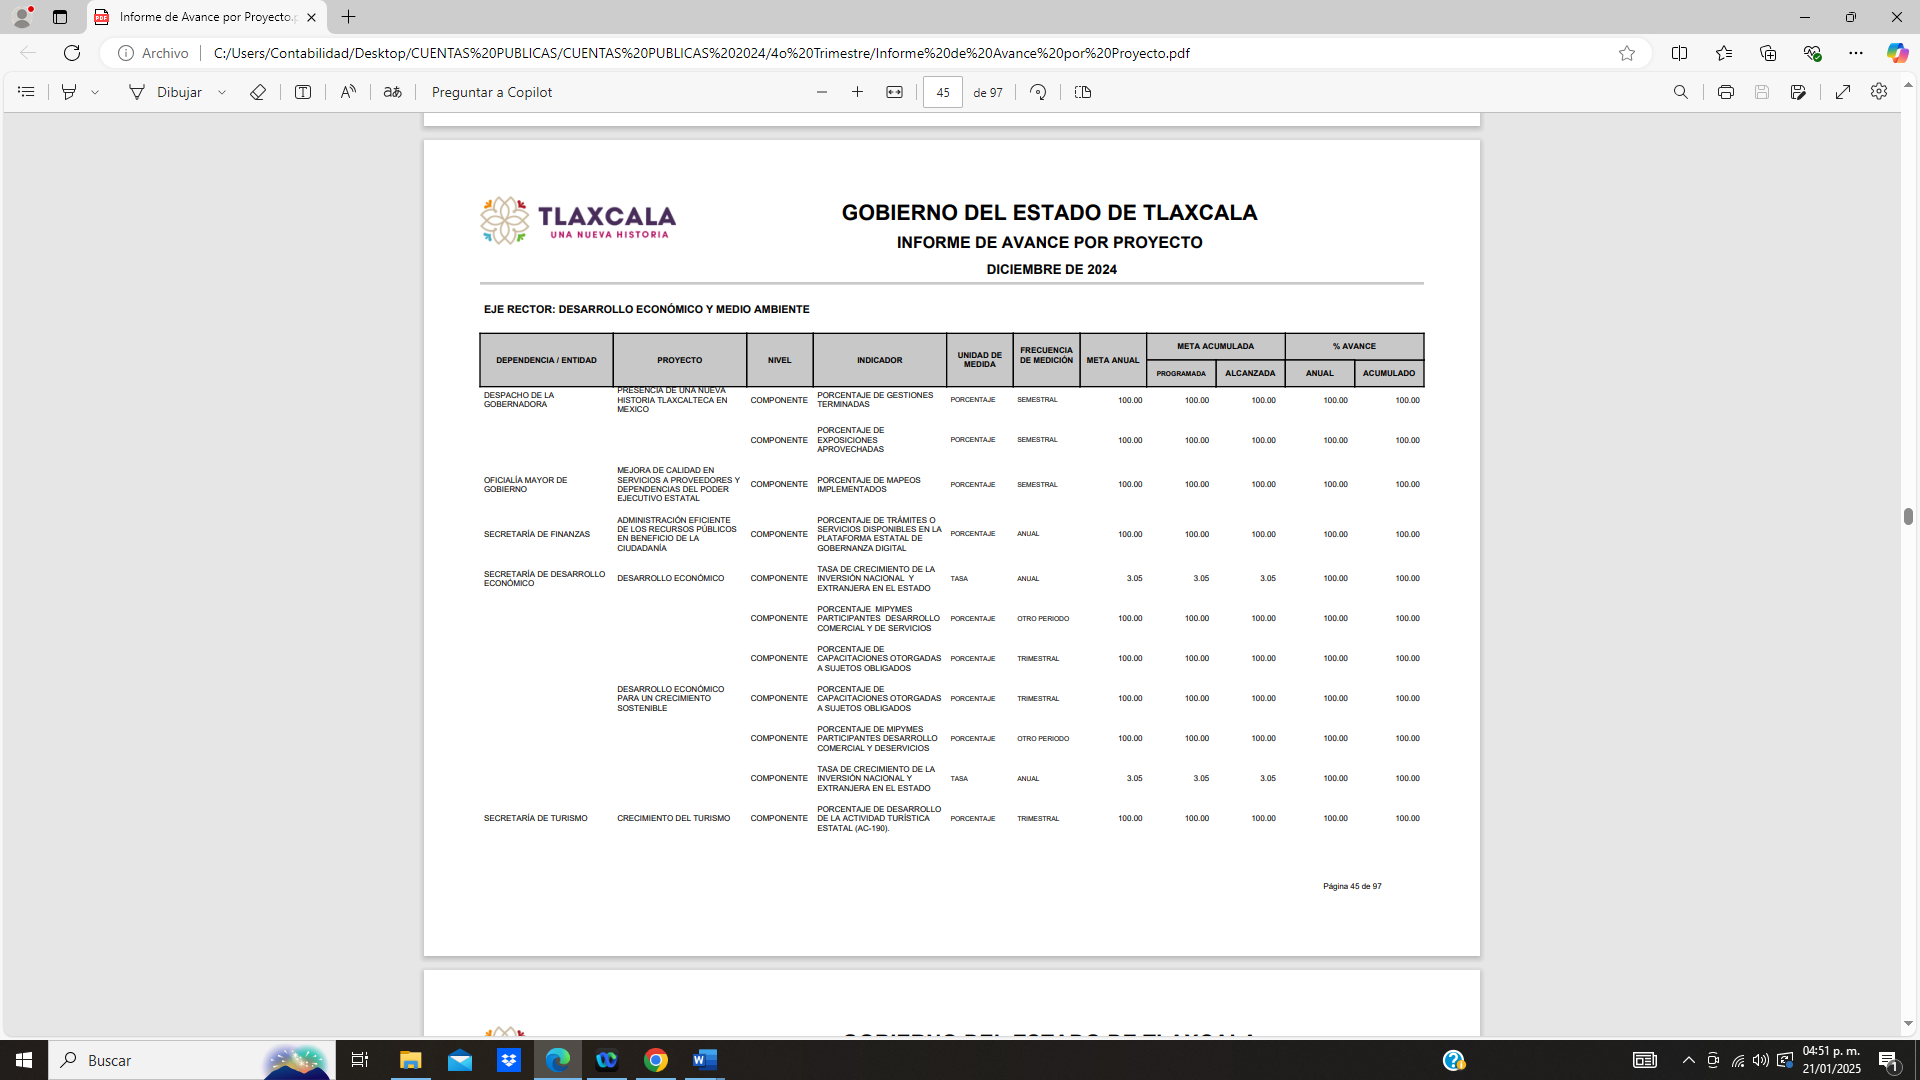 Informe de Avance por Proyecto.p
Archivo
C:/Users/Contabilidad/Desktop/CUENTAS%20PUBLICAS/CUENTAS%20PUBLICAS%202024/4o%20Trimestre/Informe%20de%20Avance%20por%20Proyecto.pdf
Dibujar
Preguntar a Copilot
45 de 97
TLAXCALA
UNA NUEVA HISTORIA
GOBIERNO DEL ESTADO DE TLAXCALA
INFORME DE AVANCE POR PROYECTO
DICIEMBRE DE 2024
EJE RECTOR: DESARROLLO ECONÓMICO Y MEDIO AMBIENTE
DEPENDENCIA / ENTIDAD
PROYECTO
NIVEL
INDICADOR
UNIDAD DE
MEDIDA
FRECUENCIA
DE MEDICIÓN
META ANUAL
META ACUMULADA
PROGRAMADA
ALCANZADA
% AVANCE
ANUAL
ACUMULADO
DESPACHO DE LA
GOBERNADORA
PRESENCIA DE UNA NUEVA
HISTORIA TLAXCALTECA EN
MEXICO
COMPONENTE
PORCENTAJE DE GESTIONES
TERMINADAS
PORCENTAJE
SEMESTRAL
100.00 100.00 100.00 100.00 100.00
COMPONENTE
PORCENTAJE DE
EXPOSICIONES
APROVECHADAS
PORCENTAJE
SEMESTRAL
100.00 100.00 100.00 100.00 100.00
OFICIALÍA MAYOR DE
GOBIERNO
MEJORA DE CALIDAD EN
SERVICIOS A PROVEEDORES Y
DEPENDENCIAS DEL PODER
EJECUTIVO ESTATAL
COMPONENTE
PORCENTAJE DE MAPEOS
IMPLEMENTADOS
PORCENTAJE
SEMESTRAL
100.00 100.00 100.00 100.00 100.00
SECRETARÍA DE FINANZAS
ADMINISTRACIÓN EFICIENTE
DE LOS RECURSOS PÚBLICOS
EN BENEFICIO DE LA
CIUDADANÍA
COMPONENTE
PORCENTAJE DE TRÁMITES O
SERVICIOS DISPONIBLES EN LA
PLATAFORMA ESTATAL DE
GOBERNANZA DIGITAL
PORCENTAJE
ANUAL
100.00 100.00 100.00 100.00 100.00
SECRETARÍA DE DESARROLLO
ECONÓMICO
DESARROLLO ECONÓMICO
COMPONENTE
TASA DE CRECIMIENTO DE LA
INVERSIÓN NACIONAL Y
EXTRANJERA EN EL ESTADO
TASA
ANUAL
3.05 3.05 3.05 100.00 100.00
COMPONENTE
PORCENTAJE MIPYMES
PARTICIPANTES DESARROLLO
COMERCIAL Y DE SERVICIOS
PORCENTAJE
OTRO PERIODO
100.00 100.00 100.00 100.00 100.00
COMPONENTE
PORCENTAJE DE
CAPACITACIONES OTORGADAS
A SUJETOS OBLIGADOS
PORCENTAJE
TRIMESTRAL
100.00 100.00 100.00 100.00 100.00
DESARROLLO ECONÓMICO
PARA UN CRECIMIENTO
SOSTENIBLE
COMPONENTE
PORCENTAJE DE
CAPACITACIONES OTORGADAS
A SUJETOS OBLIGADOS
PORCENTAJE
TRIMESTRAL
100.00 100.00 100.00 100.00 100.00
COMPONENTE
PORCENTAJE DE MIPYMES
PARTICIPANTES DESARROLLO
COMERCIAL Y DESERVICIOS
PORCENTAJE
OTRO PERIODO
100.00 100.00 100.00 100.00 100.00
COMPONENTE
TASA DE CRECIMIENTO DE LA
INVERSIÓN NACIONAL Y
EXTRANJERA EN EL ESTADO
TASA
ANUAL
3.05 3.05 3.05 100.00 100.00
SECRETARÍA DE TURISMO
CRECIMIENTO DEL TURISMO
COMPONENTE
PORCENTAJE DE DESARROLLO
DE LA ACTIVIDAD TURÍSTICA
ESTATAL (AC-190).
PORCENTAJE
TRIMESTRAL
100.00 100.00 100.00 100.00 100.00
Página 45 de 97
GOBIERNO DEL ESTADO DE TLAXCALA
Buscar
04:51 p. m.
21/01/2025
1